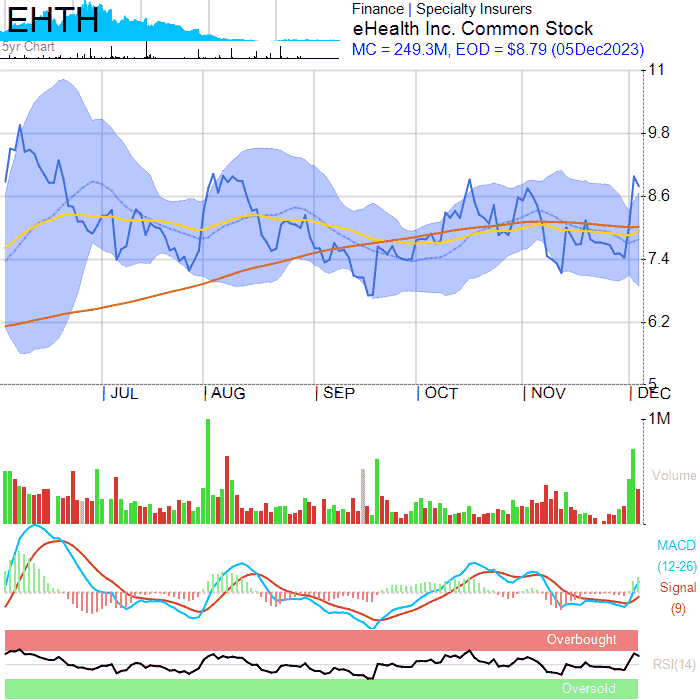 EHTH
5yr Chart
Finance | Specialty Insurers
eHealth Inc. Common Stock
MC = 249.3M, EOD = $8.79 (05Dec2023)
11
9.8
8.6
7.4
6.2
5
JUL AUG SEP OCT NOV DEC
1M
Volume
MACD
(12-26)
Signal
(9)
Overbought
RSI(14)
Oversold